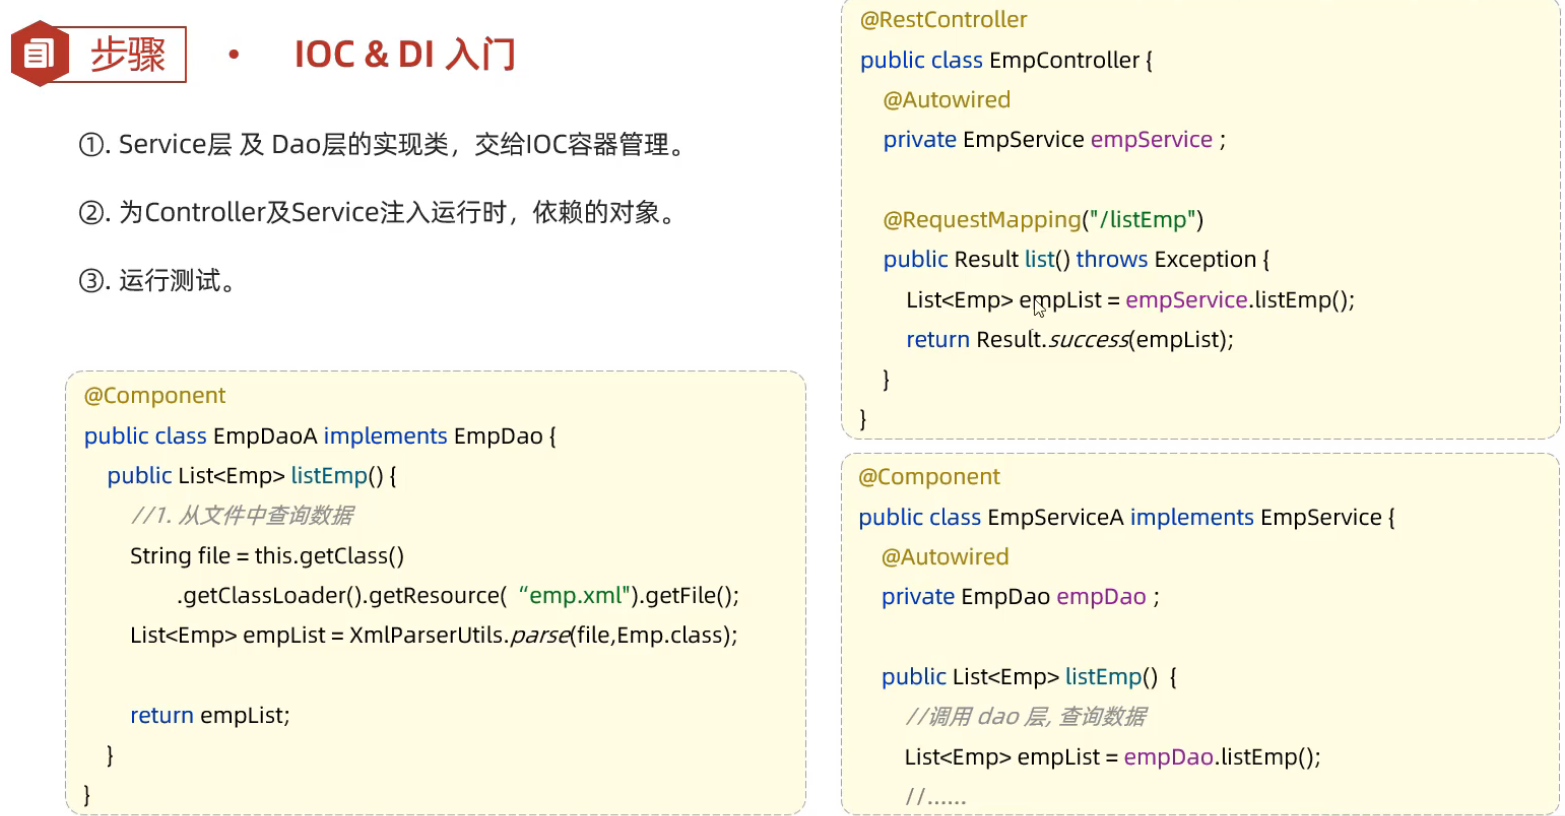 步骤 • IOC & DI 入门
①. Service层 及 Dao层的实现类，交给IOC容器管理。
②. 为Controller及Service注入运行时，依赖的对象。
③. 运行测试。
@Component
public class EmpDaoA implements EmpDao {
public List<Emp> listEmp() {
//1. 从文件中查询数据
String file = this.getClass()
.getClassLoader().getResource( “emp.xml").getFile();
List<Emp> empList = XmlParserUtils.parse(file,Emp.class);
return empList;
}
}
@RestController
public class EmpController {
@Autowired
private EmpService empService ;
@RequestMapping("/listEmp")
public Result list() throws Exception {
List<Emp> empList = empService.listEmp();
return Result.success(empList);
}
}
@Component
public class EmpServiceA implements EmpService {
@Autowired
private EmpDao empDao ;
public List<Emp> listEmp() {
//调用 dao 层, 查询数据
List<Emp> empList = empDao.listEmp();
//......